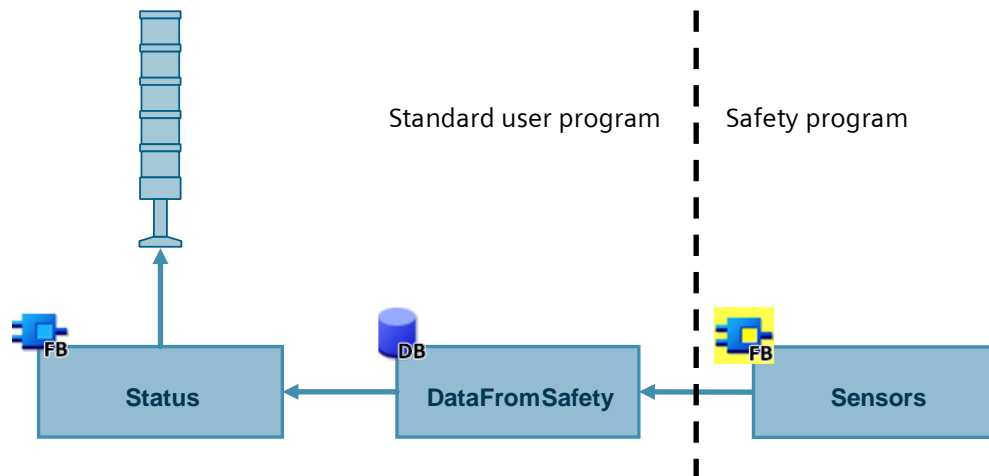 Standard user program
Safety program
FB
DB
FB
Status
DataFromSafety
Sensors